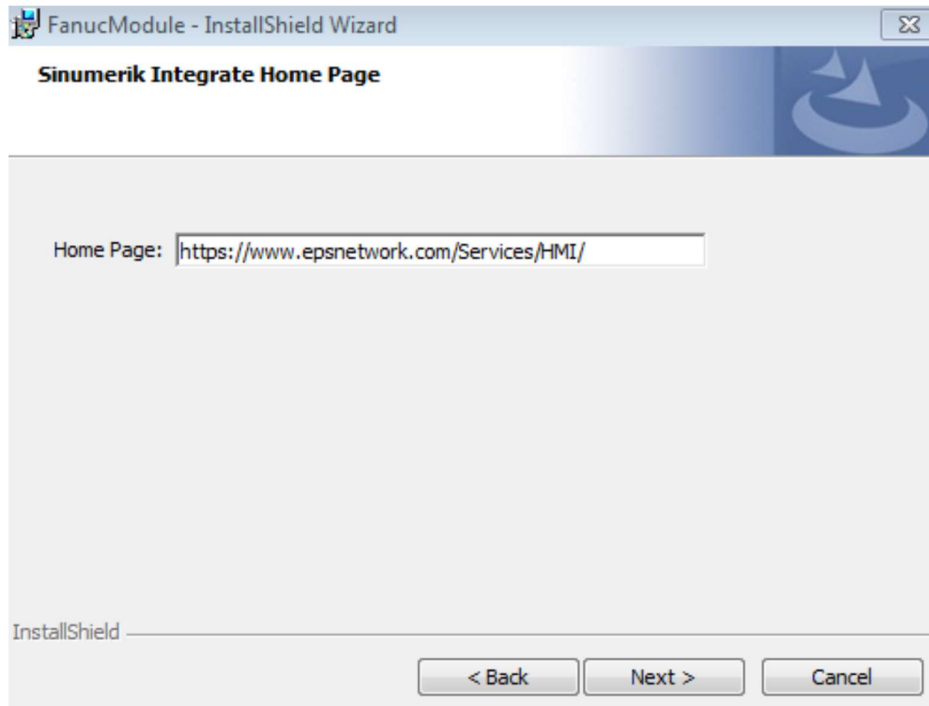 FanucModule - InstallShield Wizard
Sinumerik Integrate Home Page
Home Page: https://www.epsnetwork.com/Services/HMI/
InstallShield
< Back Next > Cancel